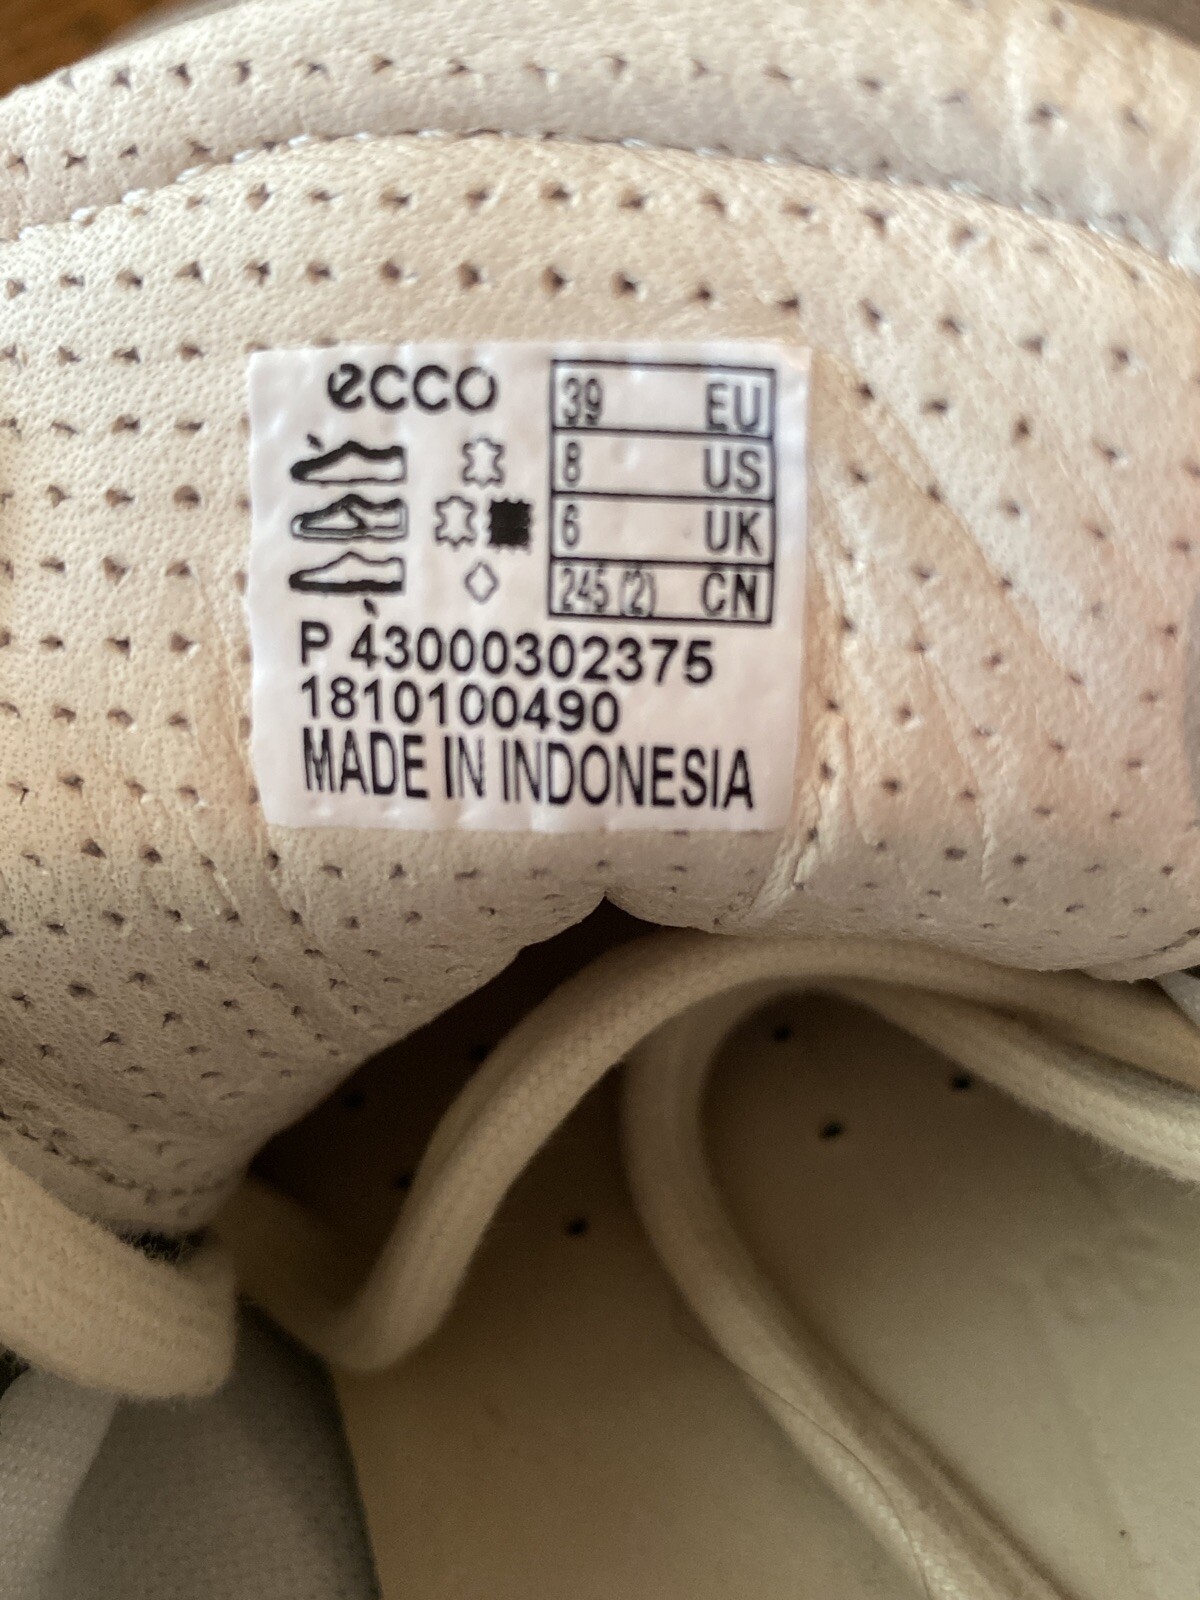 ecco
39 EU
8 US
6 UK
245 (2) CN
P 43000302375
1810100490
MADE IN INDONESIA